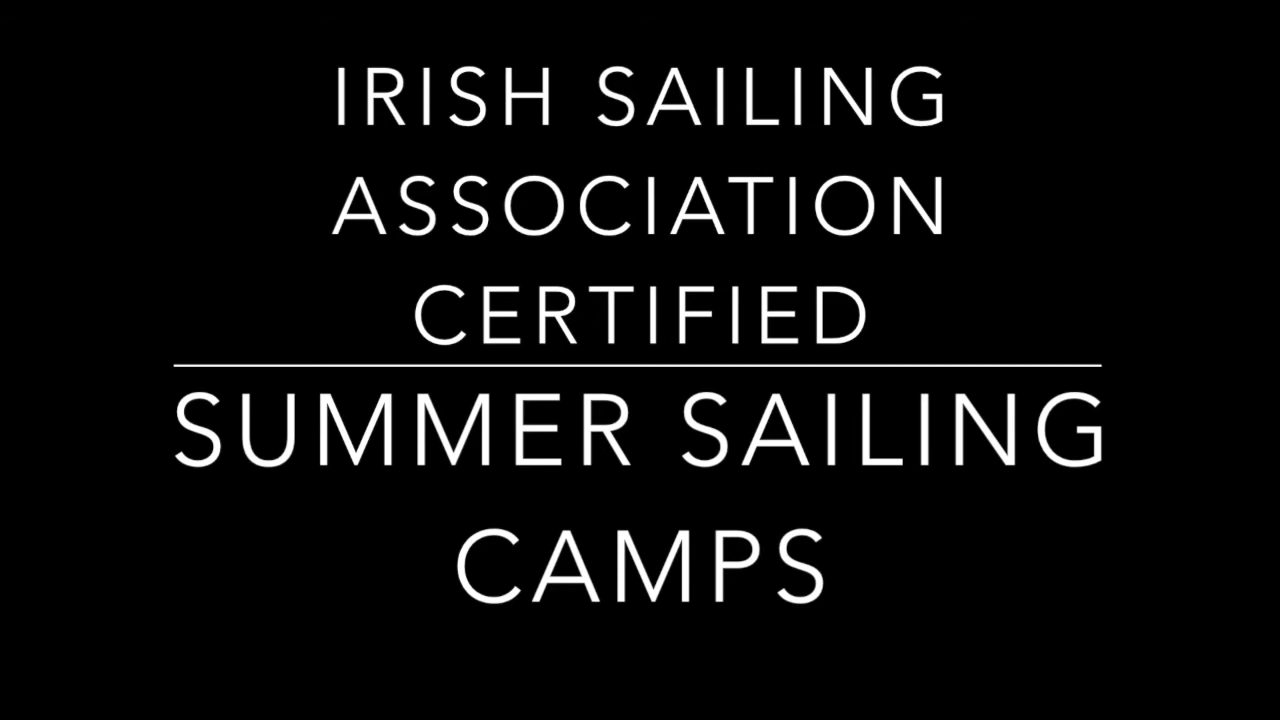 IRISH SAILING
ASSOCIATION
CERTIFIED
SUMMER SAILING
CAMPS